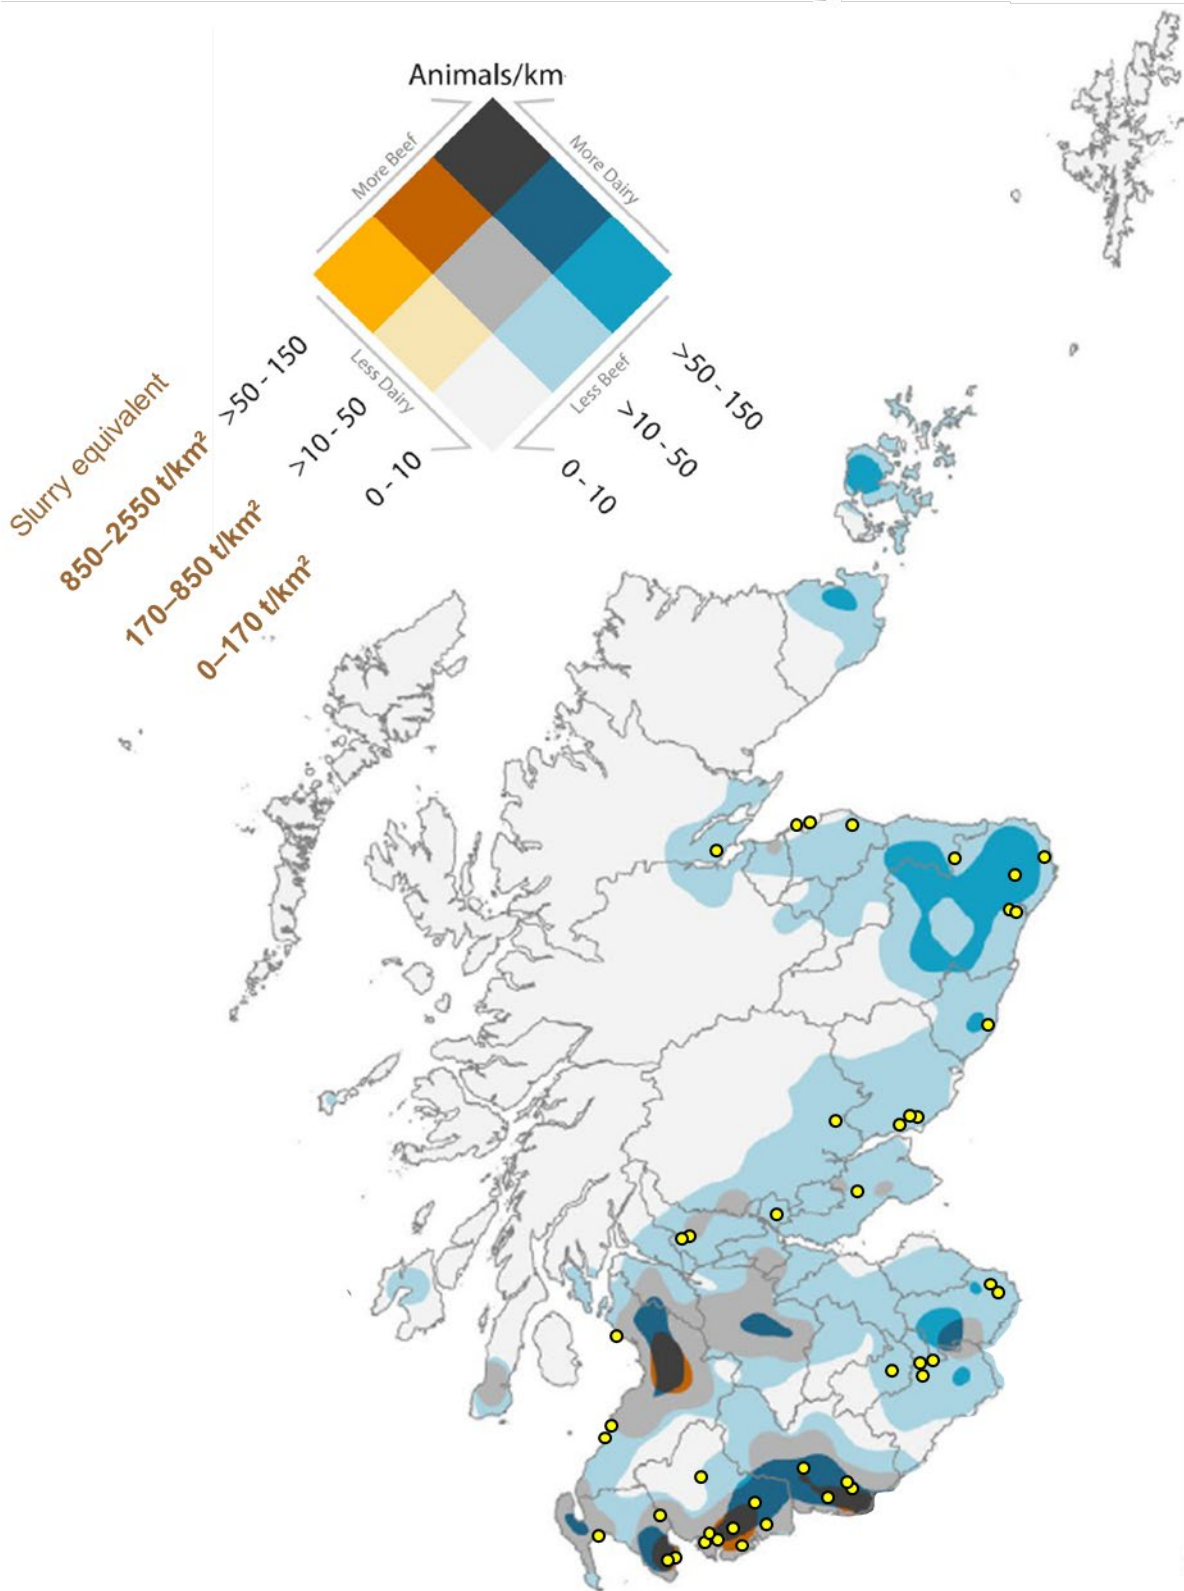 Animals/km
More Beef
More Dairy
Less Dairy
Less Beef
>50 - 150
>10 - 50
0 - 10
>50 - 150
>10 - 50
0 - 10
Slurry equivalent
850–2550 t/km²
170–850 t/km²
0–170 t/km²